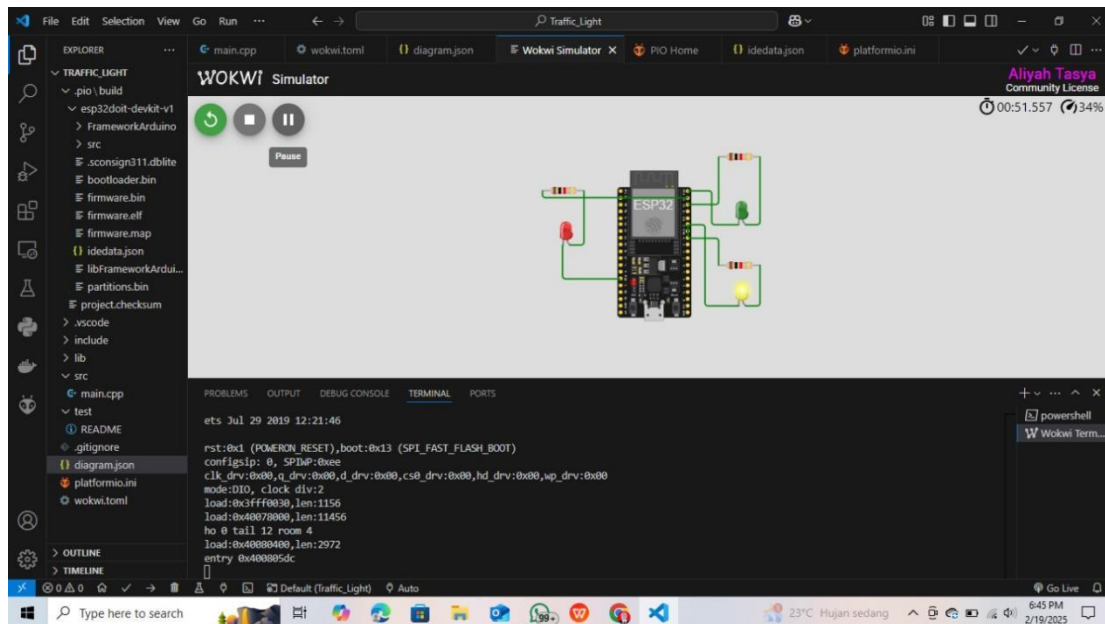 File Edit Selection View Go Run ... Traffic_Light
EXPLORER ...
main.cpp wokwi.toml {} diagram.json Wokwi Simulator PIO Home {} idedata.json platformio.ini
TRAFFIC_LIGHT
.pio \ build
esp32doit-devkit-v1
FrameworkArduino
src
.sconsign311.dblite
bootloader.bin
firmware.bin
firmware.elf
firmware.map
{} idedata.json
libFrameworkArdui...
partitions.bin
project.checksum
.vscode
include
lib
src
main.cpp
test
README
.gitignore
{} diagram.json
platformio.ini
wokwi.toml
OUTLINE
TIMELINE
WOKWI Simulator
Aliyah Tasya
Community License
00:51.557 34%
Pause
ESP32
PROBLEMS OUTPUT DEBUG CONSOLE TERMINAL PORTS
powershell
Wokwi Term...
ets Jul 29 2019 12:21:46
rst:0x1 (POWERON_RESET),boot:0x13 (SPI_FAST_FLASH_BOOT)
configsip: 0, SPIWP:0xee
clk_drv:0x00,q_drv:0x00,d_drv:0x00,cs0_drv:0x00,hd_drv:0x00,wp_drv:0x00
mode:DIO, clock div:2
load:0x3fff0030,len:1156
load:0x40078000,len:11456
ho 0 tail 12 room 4
load:0x40080400,len:2972
entry 0x400805dc
0 0 0 Default (Traffic_Light) Auto Go Live
Type here to search 99+ 23°C Hujan sedang 6:45 PM
2/19/2025